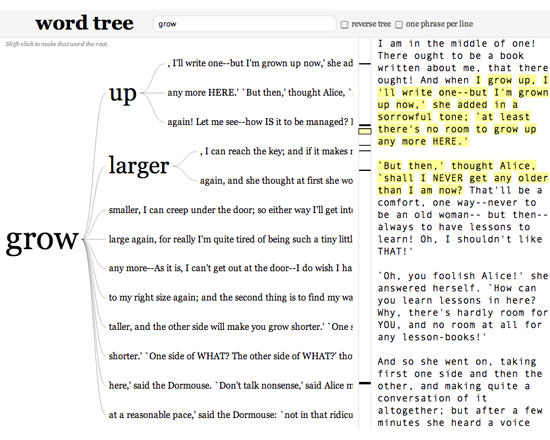 word tree
grow
reverse tree
one phrase per line
Shift-click to make that word the root.
grow
up
, I'll write one--but I'm grown up now,' she ad
any more HERE.' `But then,' thought Alice, `
again! Let me see--how IS it to be managed? I
larger
, I can reach the key; and if it makes r
again, and she thought at first she wo
smaller, I can creep under the door; so either way I'll get int
large again, for really I'm quite tired of being such a tiny littl
any more--As it is, I can't get out at the door--I do wish I ha
to my right size again; and the second thing is to find my wa
taller, and the other side will make you grow shorter.' `One s
shorter.' `One side of WHAT? The other side of WHAT?' tho
here,' said the Dormouse. `Don't talk nonsense,' said Alice m
at a reasonable pace,' said the Dormouse: `not in that ridicu
I am in the middle of one!
There ought to be a book
written about me, that there
ought! And when I grow up, I
'll write one--but I'm grown
up now,' she added in a
sorrowful tone; `at least
there's no room to grow up
any more HERE.'
`But then,' thought Alice,
`shall I NEVER get any older
than I am now? That'll be a
comfort, one way--never to
be an old woman-- but then--
always to have lessons to
learn! Oh, I shouldn't like
THAT!'
`Oh, you foolish Alice!' she
answered herself. `How can
you learn lessons in here?
Why, there's hardly room for
YOU, and no room at all for
any lesson-books!'
And so she went on, taking
first one side and then the
other, and making quite a
conversation of it
altogether; but after a few
minutes she heard a voice